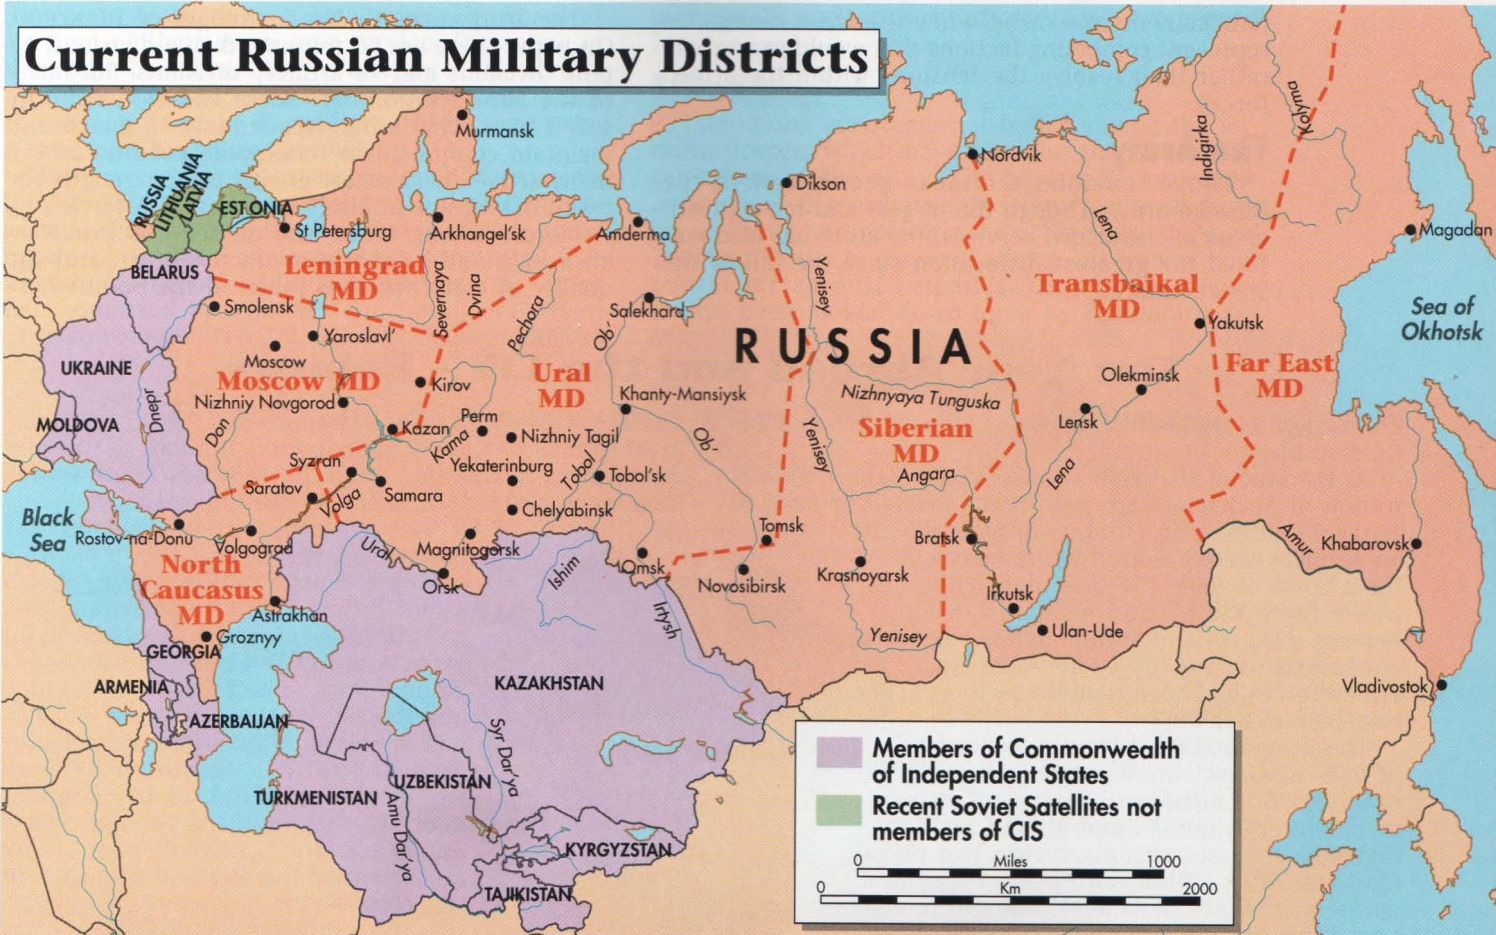 Current Russian Military Districts
Murmansk
Nordvik
Indigirka
Kolyma
RUSSIA
LITHUANIA
LATVIA
ESTONIA
Dikson
St Petersburg
Arkhangel'sk
Amderma
Lena
Magadan
BELARUS
Leningrad
MD
Severnaya
Dvina
Pechora
Yenisey
Transbaikal
MD
Sea of
Okhotsk
Smolensk
Salekhard
Yaroslavl'
Ob'
RUSSIA
Yakutsk
Moscow
UKRAINE
Moscow MD
Kirov
Ural
MD
Far East
MD
Dnepr
Nizhniy Novgorod
Khanty-Mansiysk
Nizhnyaya Tunguska
Olekminsk
MOLDOVA
Don
Kazan
Perm
Kama
Nizhniy Tagil
Ob'
Yenisey
Siberian
MD
Lensk
Syzran
Yekaterinburg
Tobol
Tobol'sk
Angara
Lena
Saratov
Volga
Samara
Chelyabinsk
Black
Sea
Rostov-na-Donu
Volgograd
Ural
Magnitogorsk
Tomsk
Bratsk
Amur
Khabarovsk
North
Caucasus
MD
Orsk
Ishim
Omsk
Novosibirsk
Krasnoyarsk
Irkutsk
Astrakhan
Irtysh
Groznyy
Yenisey
Ulan-Ude
GEORGIA
ARMENIA
KAZAKHSTAN
Vladivostok
AZERBAIJAN
Syr Dar'ya
UZBEKISTAN
TURKMENISTAN
Amu Dar'ya
KYRGYZSTAN
TAJIKISTAN
Members of Commonwealth
of Independent States
Recent Soviet Satellites not
members of CIS
0 Miles 1000
0 Km 2000